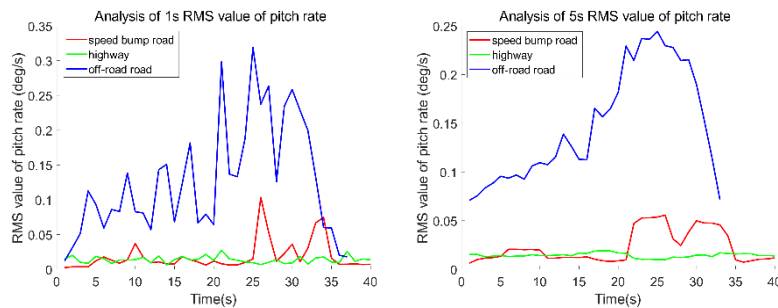 Analysis of 1s RMS value of pitch rate
speed bump road
highway
off-road road
RMS value of pitch rate (deg/s)
0.35
0.3
0.25
0.2
0.15
0.1
0.05
0
0 5 10 15 20 25 30 35 40
Time(s)
Analysis of 5s RMS value of pitch rate
speed bump road
highway
off-road road
RMS value of pitch rate (deg/s)
0.25
0.2
0.15
0.1
0.05
0
0 5 10 15 20 25 30 35 40
Time(s)